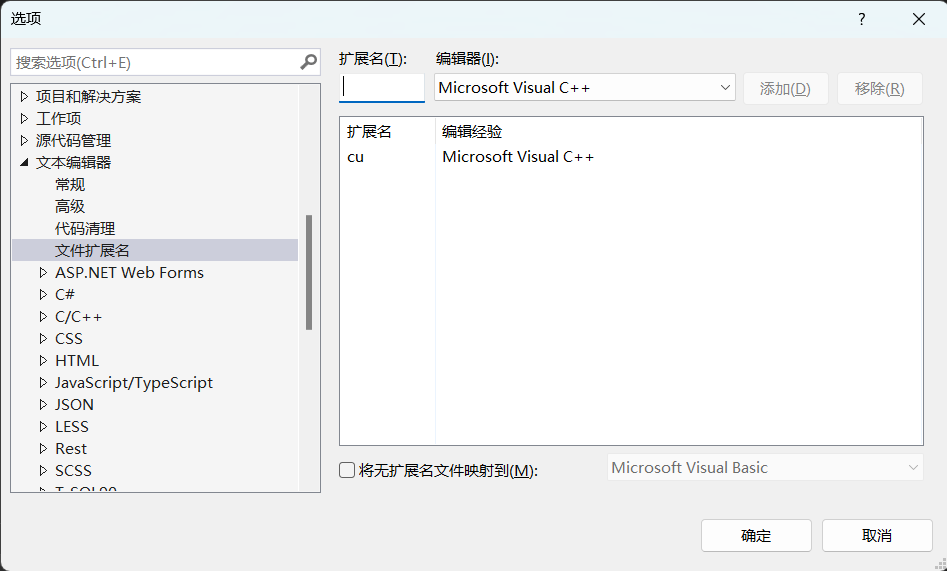 选项
?
搜索选项(Ctrl+E)
项目和解决方案
工作项
源代码管理
文本编辑器
常规
高级
代码清理
文件扩展名
ASP.NET Web Forms
C#
C/C++
CSS
HTML
JavaScript/TypeScript
JSON
LESS
Rest
SCSS
扩展名(T):
编辑器(I):
Microsoft Visual C++
添加(D)
移除(R)
扩展名 编辑经验
cu Microsoft Visual C++
将无扩展名文件映射到(M):
Microsoft Visual Basic
确定
取消